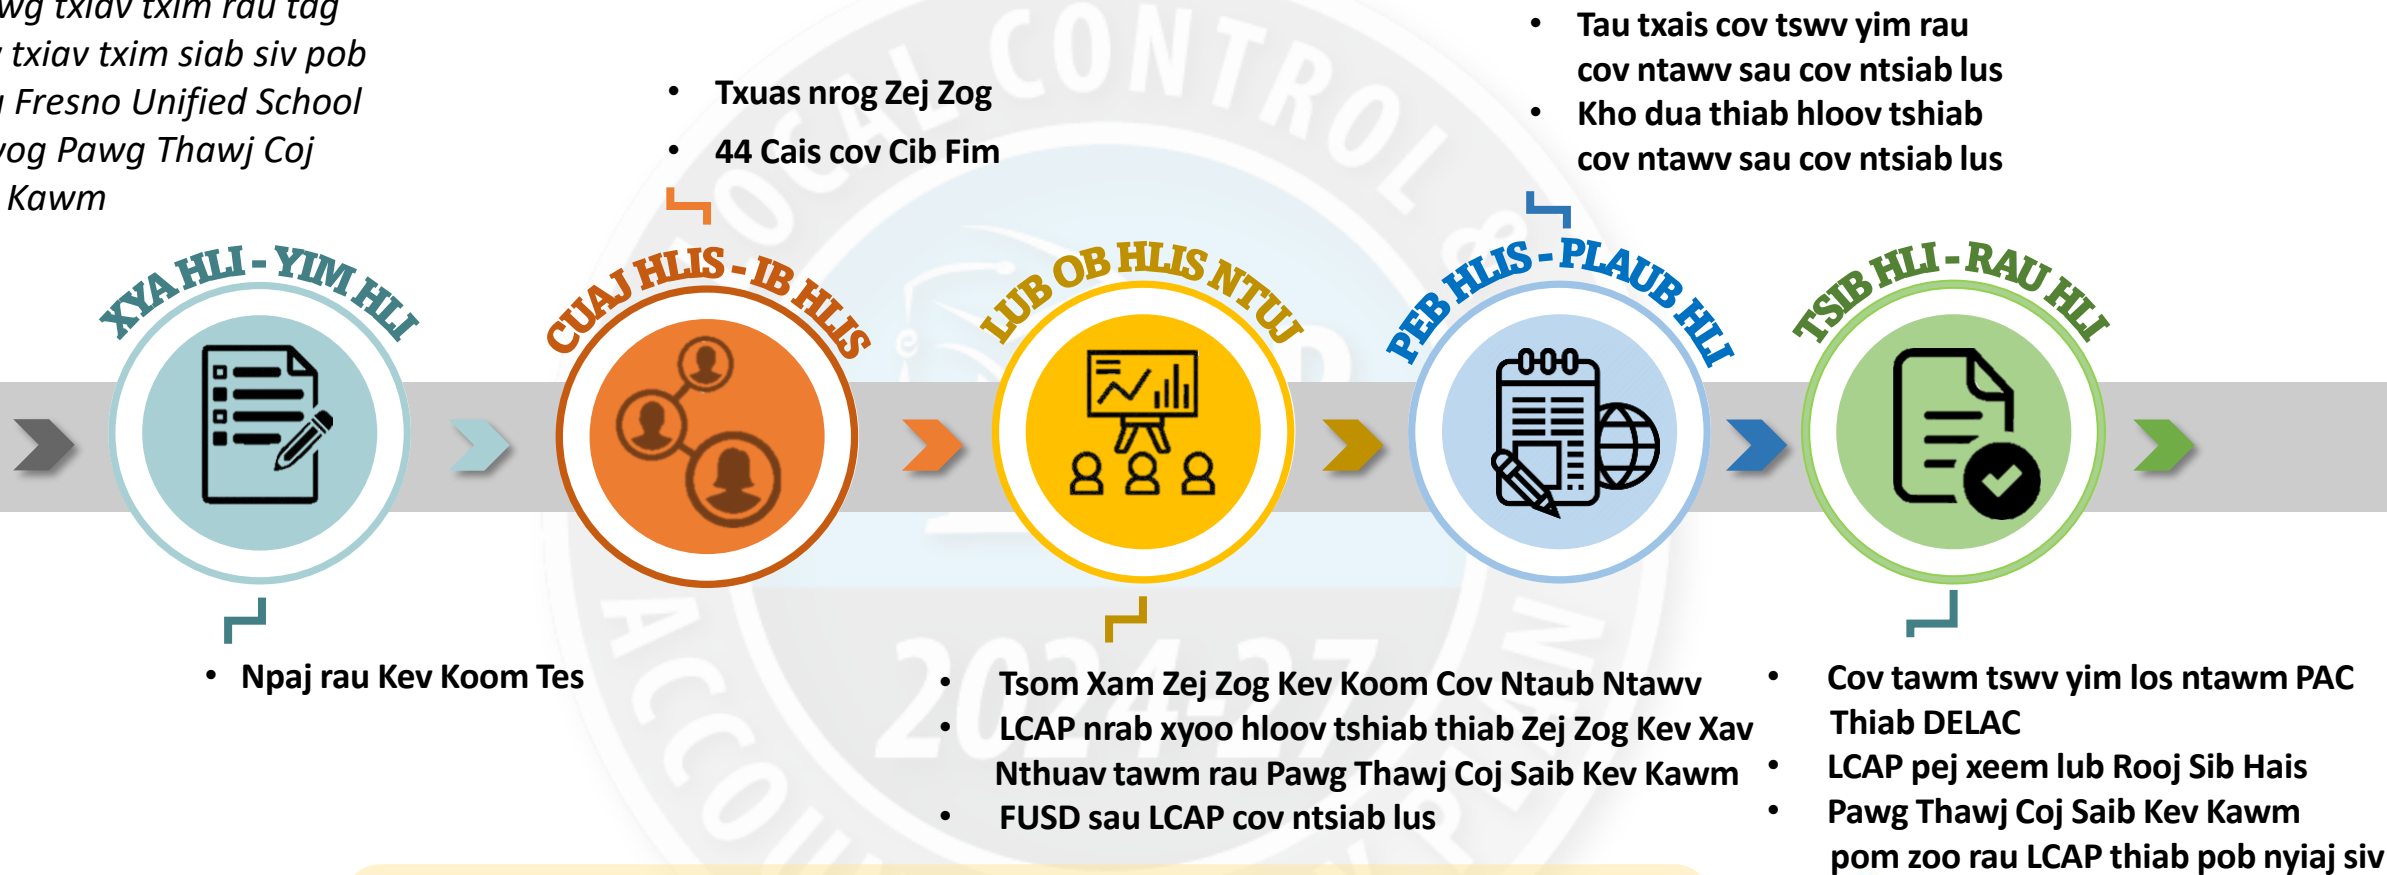 txiav txim rau tag
txiav txim siab siv pob
Fresno Unified School
Pawg Thawj Coj
Kawm
• Txuas nrog Zej Zog
• 44 Cais cov Cib Fim
• Tau txais cov tswv yim rau
cov ntawv sau cov ntsiab lus
• Kho dua thiab hloov tshiab
cov ntawv sau cov ntsiab lus
XYA HLI - YIM HLI
CUAJ HLIS - IB HLIS
LUB OB HLIS NTUJ
PEB HLIS - PLAUB HLI
TSIB HLI - RAU HLI
• Npaj rau Kev Koom Tes
• Tsom Xam Zej Zog Kev Koom Cov Ntaub Ntawv
• LCAP nrab xyoo hloov tshiab thiab Zej Zog Kev Xav
Nthuav tawm rau Pawg Thawj Coj Saib Kev Kawm
• FUSD sau LCAP cov ntsiab lus
• Cov tawm tswv yim los ntawm PAC
Thiab DELAC
• LCAP pej xeem lub Rooj Sib Hais
• Pawg Thawj Coj Saib Kev Kawm
pom zoo rau LCAP thiab pob nyiaj siv
LOCAL CONTROL &
2024-27